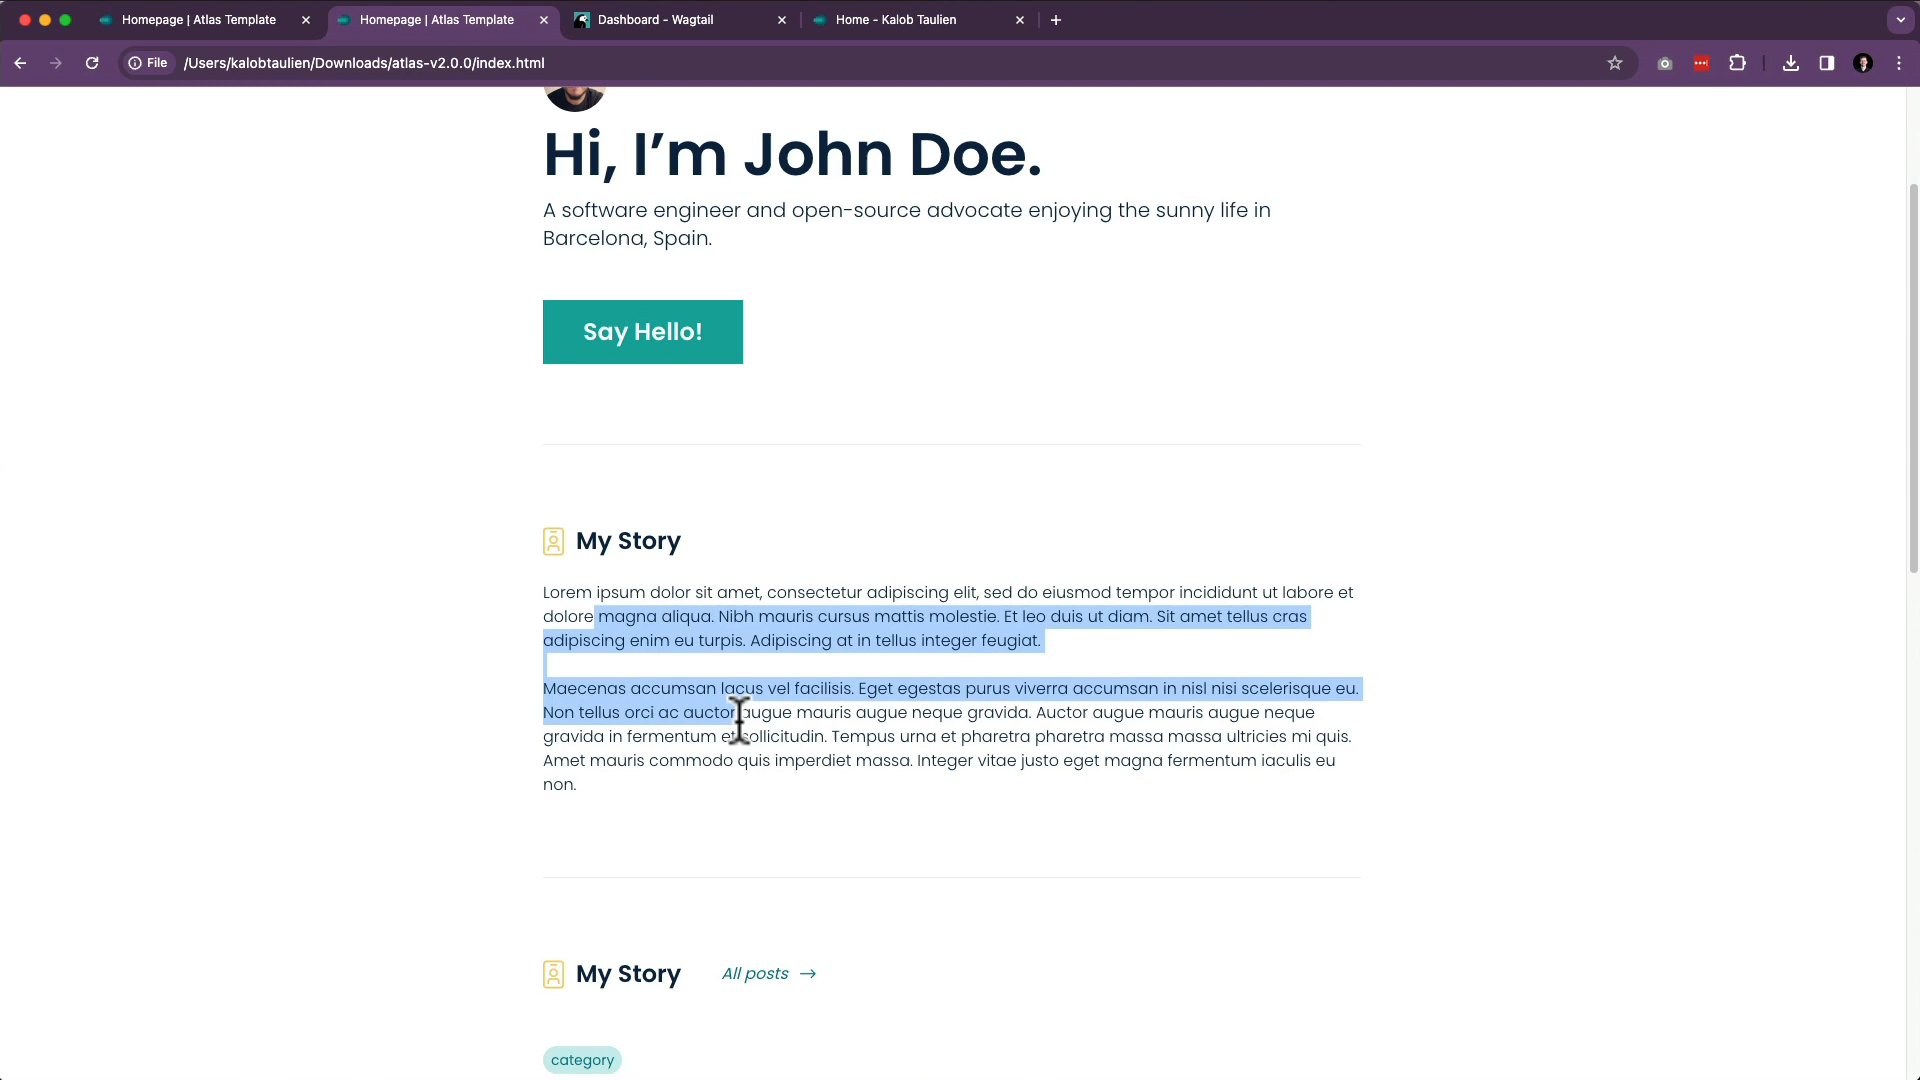 Homepage | Atlas Template
Homepage | Atlas Template
Dashboard - Wagtail
Home - Kalob Taulien
File
/Users/kalobtaulien/Downloads/atlas-v2.0.0/index.html
Hi, I’m John Doe.
A software engineer and open-source advocate enjoying the sunny life in
Barcelona, Spain.
Say Hello!
My Story
Lorem ipsum dolor sit amet, consectetur adipiscing elit, sed do eiusmod tempor incididunt ut labore et
dolore magna aliqua. Nibh mauris cursus mattis molestie. Et leo duis ut diam. Sit amet tellus cras
adipiscing enim eu turpis. Adipiscing at in tellus integer feugiat.
Maecenas accumsan lacus vel facilisis. Eget egestas purus viverra accumsan in nisl nisi scelerisque eu.
Non tellus orci ac auctor augue mauris augue neque gravida. Auctor augue mauris augue neque
gravida in fermentum et sollicitudin. Tempus urna et pharetra pharetra massa massa ultricies mi quis.
Amet mauris commodo quis imperdiet massa. Integer vitae justo eget magna fermentum iaculis eu
non.
My Story
All posts →
category